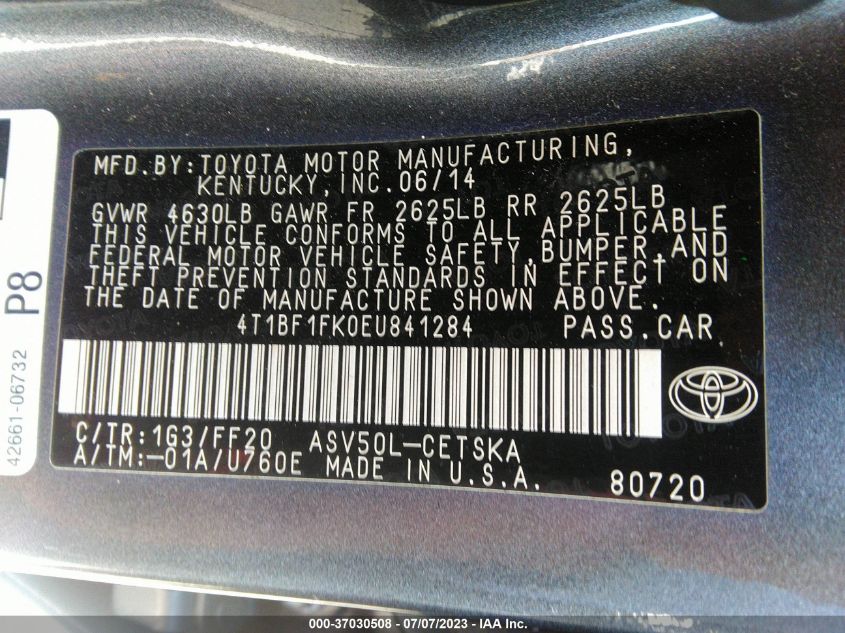 MFD.BY:TOYOTA MOTOR MANUFACTURING,
KENTUCKY,INC.06/14
GVWR 4630LB GAWR FR 2625LB RR 2625LB
THIS VEHICLE CONFORMS TO ALL APPLICABLE
FEDERAL MOTOR VEHICLE SAFETY,BUMPER,AND
THEFT PREVENTION STANDARDS IN EFFECT ON
THE DATE OF MANUFACTURE SHOWN ABOVE.
4T1BF1FK0EU841284 PASS.CAR
C/TR:1G3/FF20 ASV50L-CETSKA
A/TM:-01A/U760E MADE IN U.S.A. 80720
P8
42661-06732
000-37030508 - 07/07/2023 - IAA Inc.